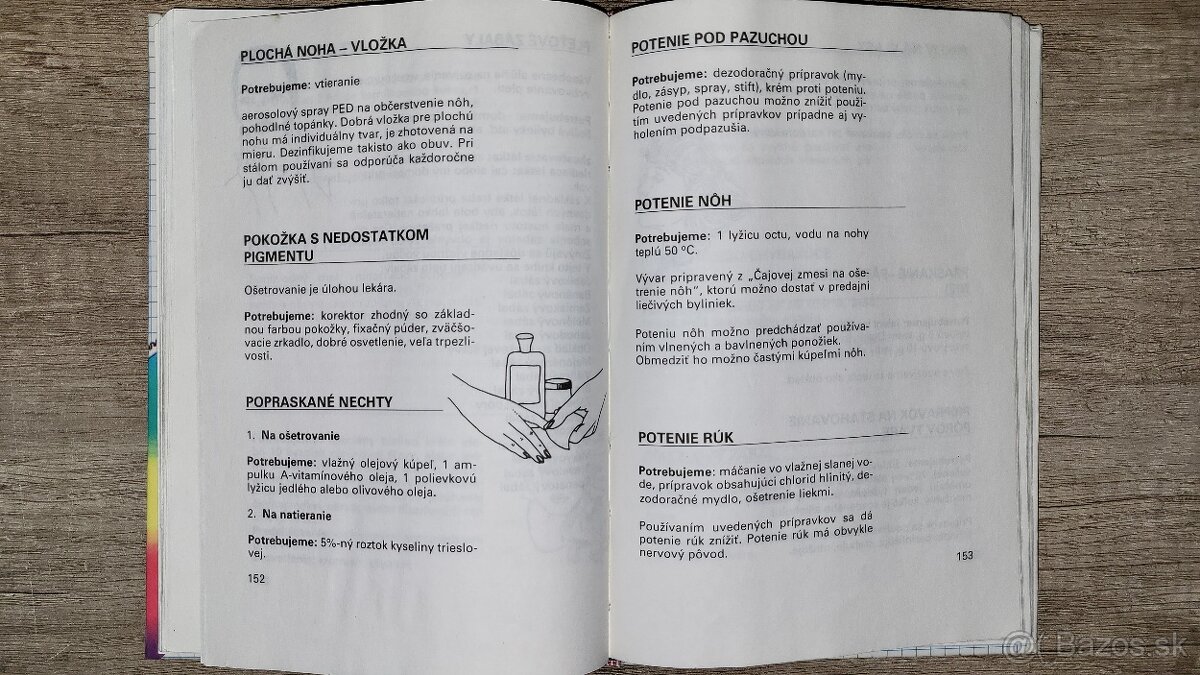 PLOCHÁ NOHA – VLOŽKA
Potrebujeme: vtieranie
aerosolový spray PED na občerstvenie nôh,
pohodlné topánky. Dobrá vložka pre plochú
nohu má individuálny tvar, je zhotovená na
mieru. Dezinfikujeme takisto ako obuv. Pri
stálom používaní sa odporúča každoročne
ju dať zvýšiť.
POKOŽKA S NEDOSTATKOM
PIGMENTU
Ošetrovanie je úlohou lekára.
Potrebujeme: korektor zhodný so základ-
nou farbou pokožky, fixačný púder, zväčšo-
vacie zrkadlo, dobré osvetlenie, veľa trpezli-
vosti.
POPRASKANÉ NECHTY
1. Na ošetrovanie
Potrebujeme: vlažný olejový kúpeľ, 1 am-
pulku A-vitamínového oleja, 1 polievkovú
lyžicu jedlého alebo olivového oleja.
2. Na natieranie
Potrebujeme: 5%-ný roztok kyseliny trieslo-
vej.
152
POTENIE POD PAZUCHOU
Potrebujeme: dezodoračný prípravok (my-
dlo, zásyp, spray, stift), krém proti poteniu.
Potenie pod pazuchou možno znížiť použi-
tím uvedených prípravkov prípadne aj vy-
holením podpazušia.
POTENIE NÔH
Potrebujeme: 1 lyžicu octu, vodu na nohy
teplú 50 ºC.
Vývar pripravený z „Čajovej zmesi na oše-
trenie nôh“, ktorú možno dostať v predajni
liečivých byliniek.
Poteniu nôh možno predchádzať používa-
ním vlnených a bavlnených ponožiek.
Obmedziť ho možno častými kúpeľmi nôh.
POTENIE RÚK
Potrebujeme: máčanie vo vlažnej slanej vo-
de, prípravok obsahujúci chlorid hlinitý, de-
zodoračné mydlo, ošetrenie liekmi.
Používaním uvedených prípravkov sa dá
potenie rúk znížiť. Potenie rúk má obvykle
nervový pôvod.
153
Bazos.sk